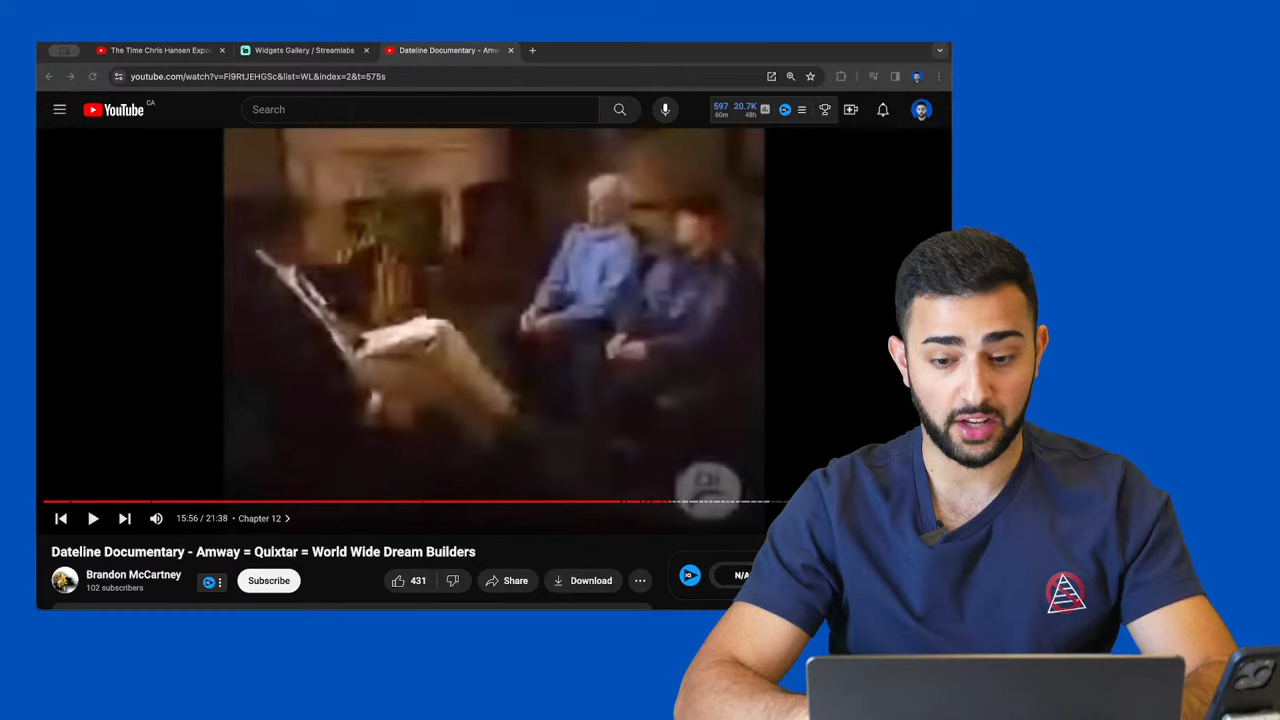 The Time Chris Hansen Expo
Widgets Gallery / Streamlabs
Dateline Documentary - Amw
youtube.com/watch?v=Fi9RtJEHGSc&list=WL&index=2&t=575s
YouTube CA
Search
597 20.7K
60m 48h
15:56 / 21:38 • Chapter 12
Dateline Documentary - Amway = Quixtar = World Wide Dream Builders
Brandon McCartney
102 subscribers
Subscribe
431
Share
Download
IQ
N/A